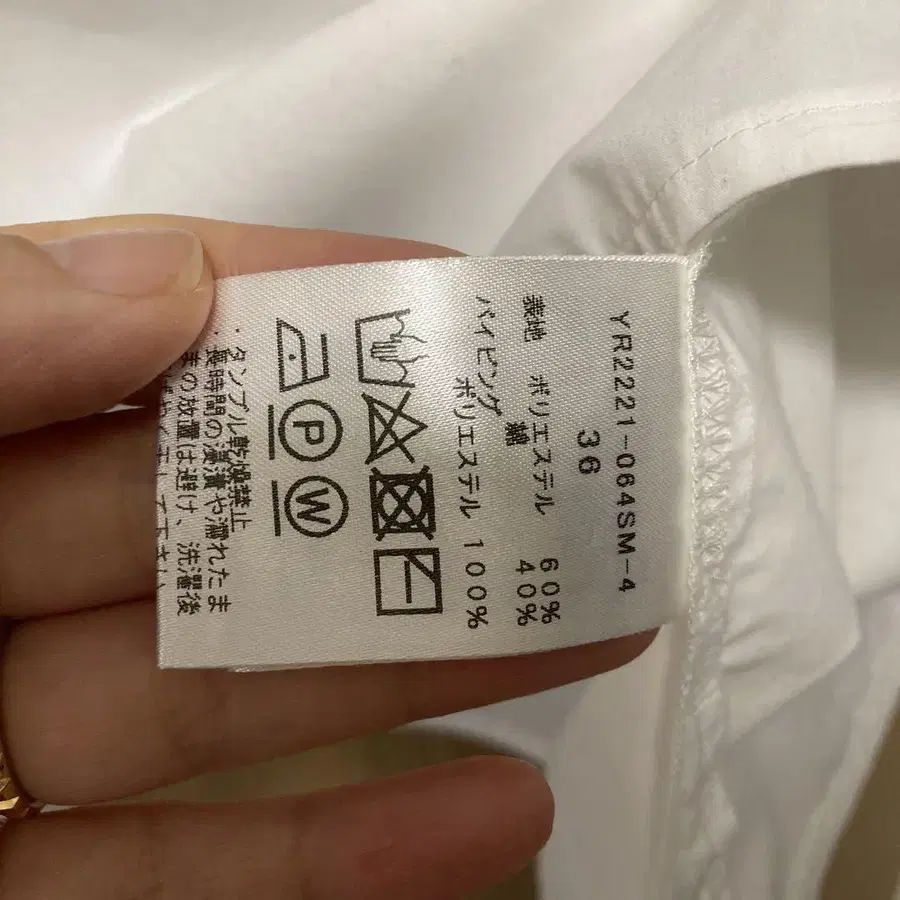 YR2221-064SM-4
36
表地 ポリエステル 60%
綿 40%
パイピング
ポリエステル 100%
P
W
・タンブル乾燥禁止
・長時間の浸漬や濡れたま
まの放置は避け、洗濯後